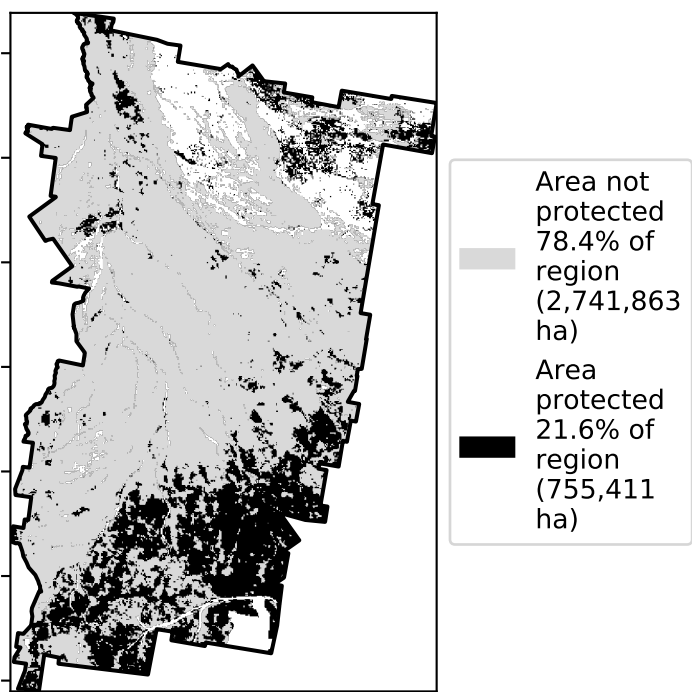 Area not
protected
78.4% of
region
(2,741,863
ha)
Area
protected
21.6% of
region
(755,411
ha)